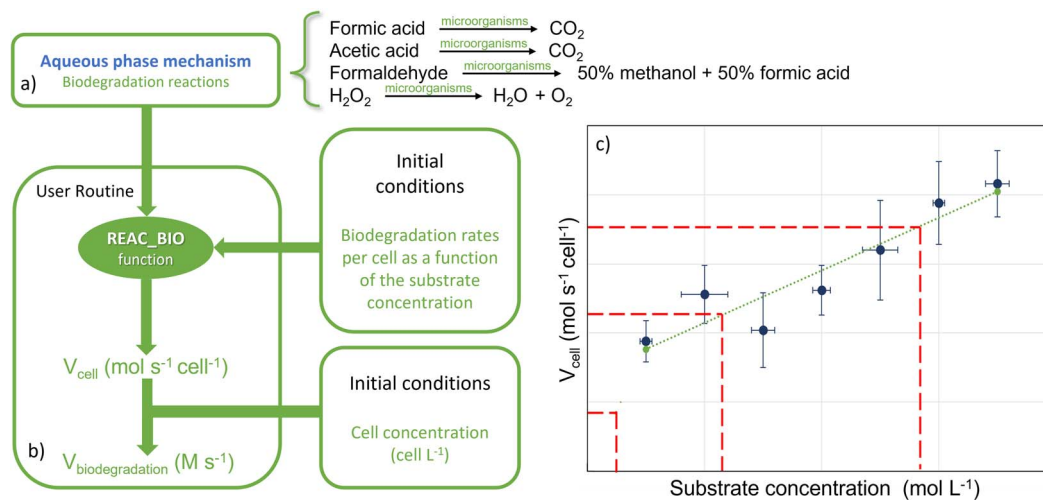 a)
Aqueous phase mechanism
Biodegradation reactions
Formic acid microorganisms CO₂
Acetic acid microorganisms CO₂
Formaldehyde microorganisms 50% methanol + 50% formic acid
H₂O₂ microorganisms H₂O + O₂
b)
User Routine
REAC_BIO
function
Initial
conditions
Biodegradation rates
per cell as a function
of the substrate
concentration
V_cell (mol s⁻¹ cell⁻¹)
Initial conditions
Cell concentration
(cell L⁻¹)
V_biodegradation (M s⁻¹)
c)
V_cell (mol s⁻¹ cell⁻¹)
Substrate concentration (mol L⁻¹)